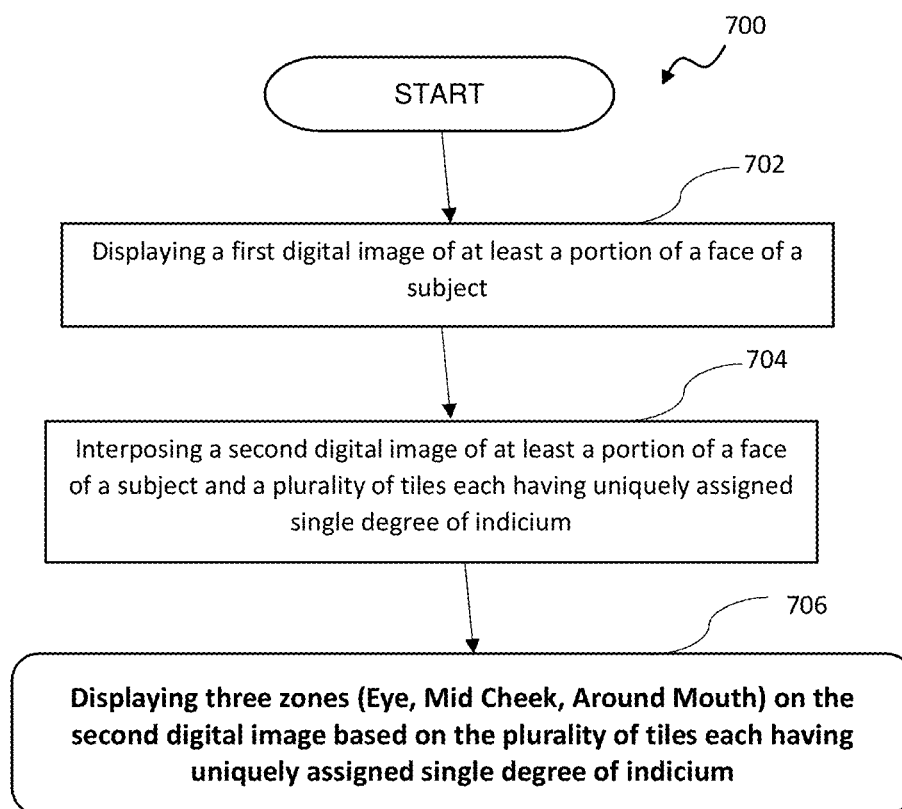 700
START
702
Displaying a first digital image of at least a portion of a face of a
subject
704
Interposing a second digital image of at least a portion of a face
of a subject and a plurality of tiles each having uniquely assigned
single degree of indicium
706
Displaying three zones (Eye, Mid Cheek, Around Mouth) on the
second digital image based on the plurality of tiles each having
uniquely assigned single degree of indicium